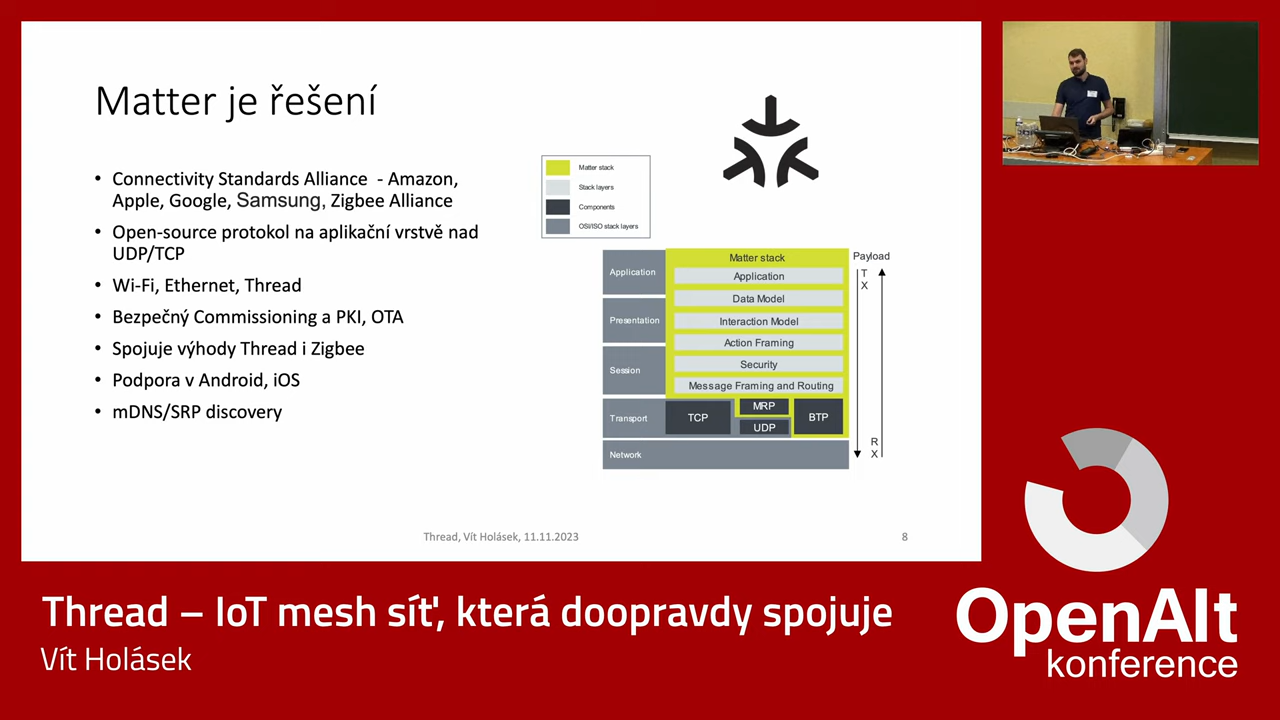 Matter je řešení
• Connectivity Standards Alliance - Amazon,
Apple, Google, Samsung, Zigbee Alliance
• Open-source protokol na aplikační vrstvě nad
UDP/TCP
• Wi-Fi, Ethernet, Thread
• Bezpečný Commissioning a PKI, OTA
• Spojuje výhody Thread i Zigbee
• Podpora v Android, iOS
• mDNS/SRP discovery
Matter stack
Stack layers
Components
OSI/ISO stack layers
Application
Presentation
Session
Transport
Network
Matter stack
Application
Data Model
Interaction Model
Action Framing
Security
Message Framing and Routing
TCP
MRP
UDP
BTP
Payload
T
X
R
X
Thread, Vít Holásek, 11.11.2023
8
Thread – IoT mesh síť, která doopravdy spojuje
Vít Holásek
OpenAlt
konference